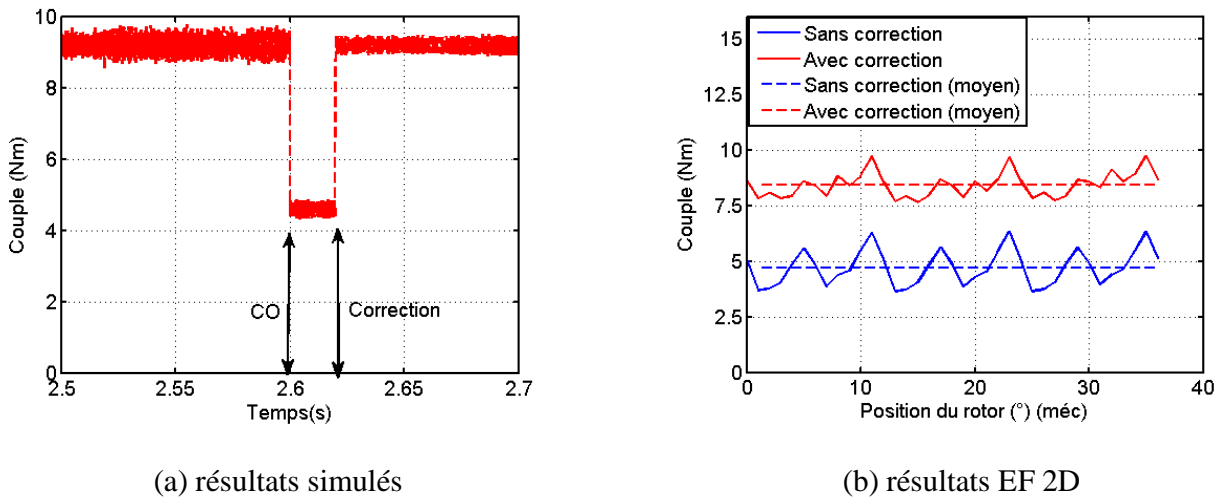 10
8
6
4
2
0
2.5
2.55
2.6
2.65
2.7
Couple (Nm)
Temps(s)
CO
Correction
Sans correction
Avec correction
Sans correction (moyen)
Avec correction (moyen)
15
12.5
10
7.5
5
2.5
0
0
10
20
30
40
Couple (Nm)
Position du rotor (°) (méc)
(a) résultats simulés
(b) résultats EF 2D